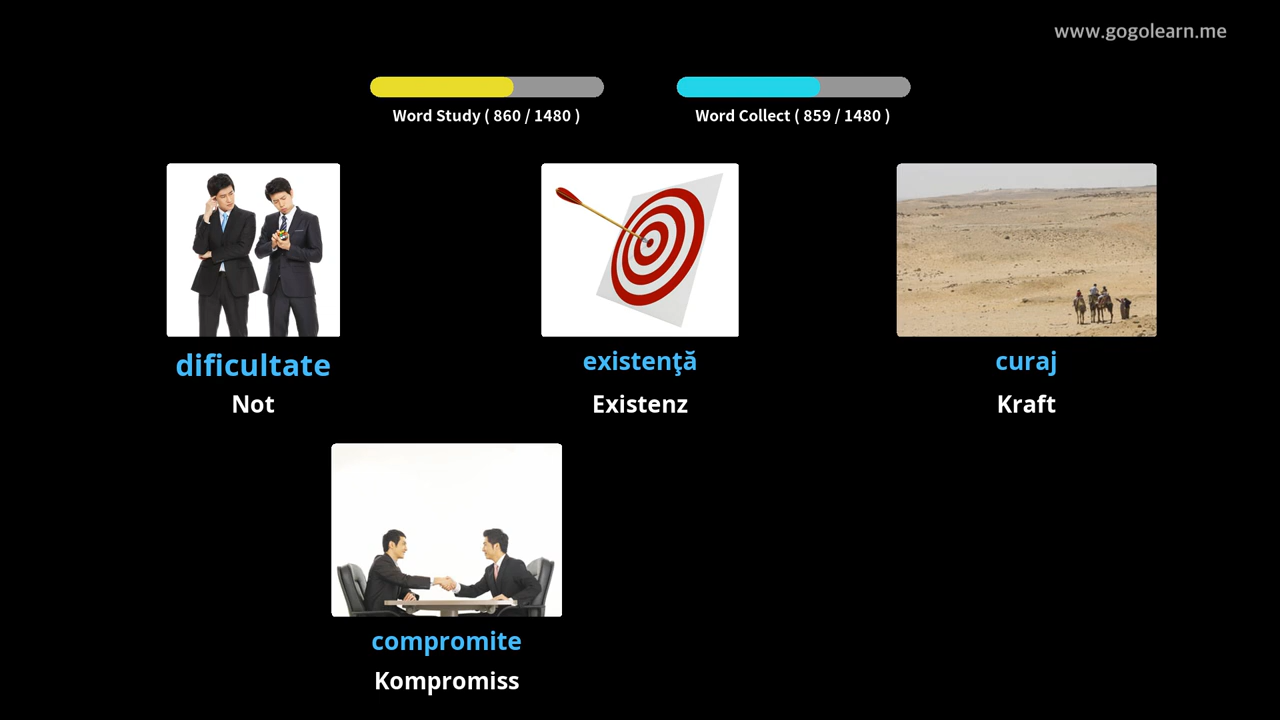 www.gogolearn.me
Word Study ( 860 / 1480 )
Word Collect ( 859 / 1480 )
dificultate
Not
existenţă
Existenz
curaj
Kraft
compromite
Kompromiss